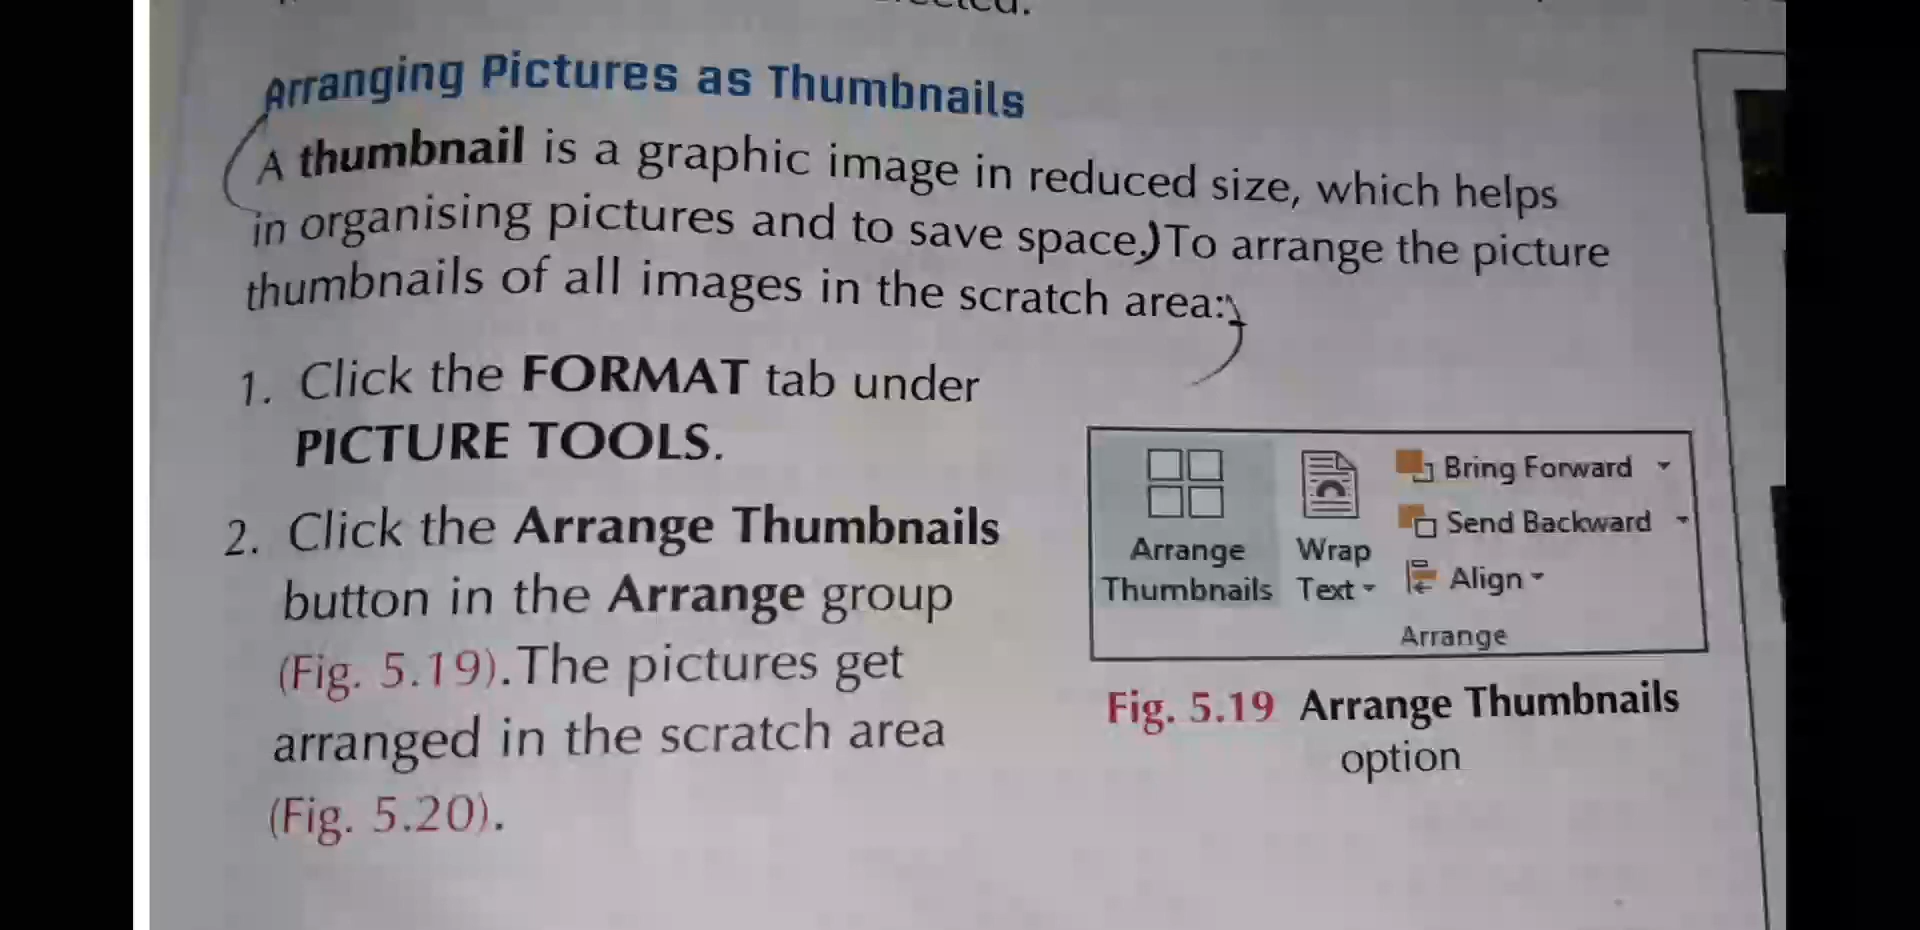 Arranging Pictures as Thumbnails
A thumbnail is a graphic image in reduced size, which helps
in organising pictures and to save space. To arrange the picture
thumbnails of all images in the scratch area:
1. Click the FORMAT tab under
PICTURE TOOLS.
2. Click the Arrange Thumbnails
button in the Arrange group
(Fig. 5.19). The pictures get
arranged in the scratch area
(Fig. 5.20).
Arrange
Thumbnails
Wrap
Text
Bring Forward
Send Backward
Align
Arrange
Fig. 5.19 Arrange Thumbnails
option